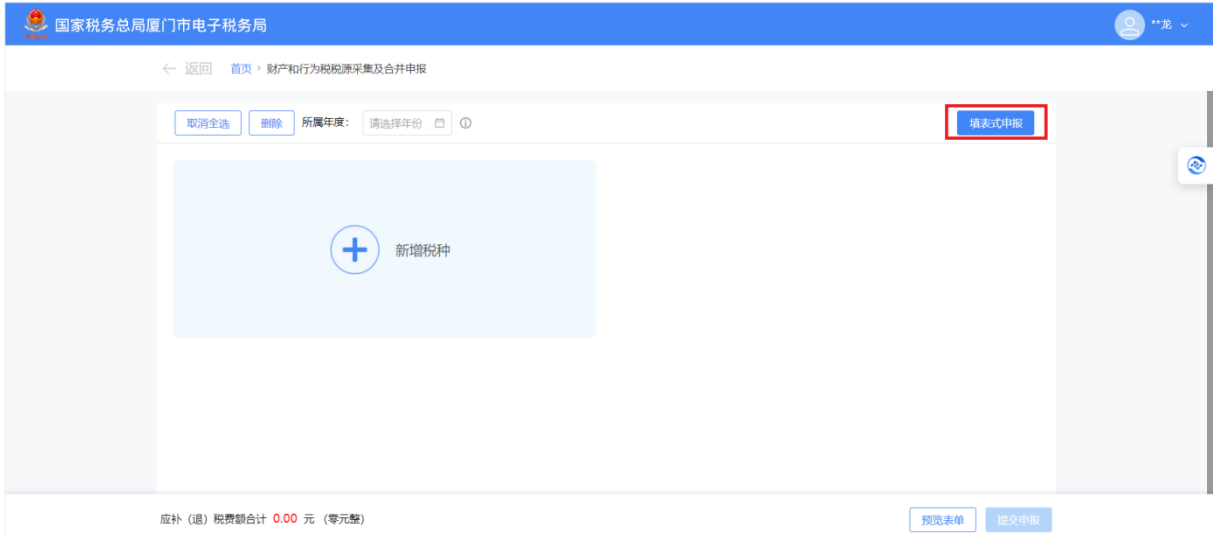 国家税务总局厦门市电子税务局
**龙
返回 首页 › 财产和行为税税源采集及合并申报
取消全选 删除 所属年度： 请选择年份 填表式申报
新增税种
应补（退）税费额合计 0.00 元 （零元整） 预览表单 提交申报